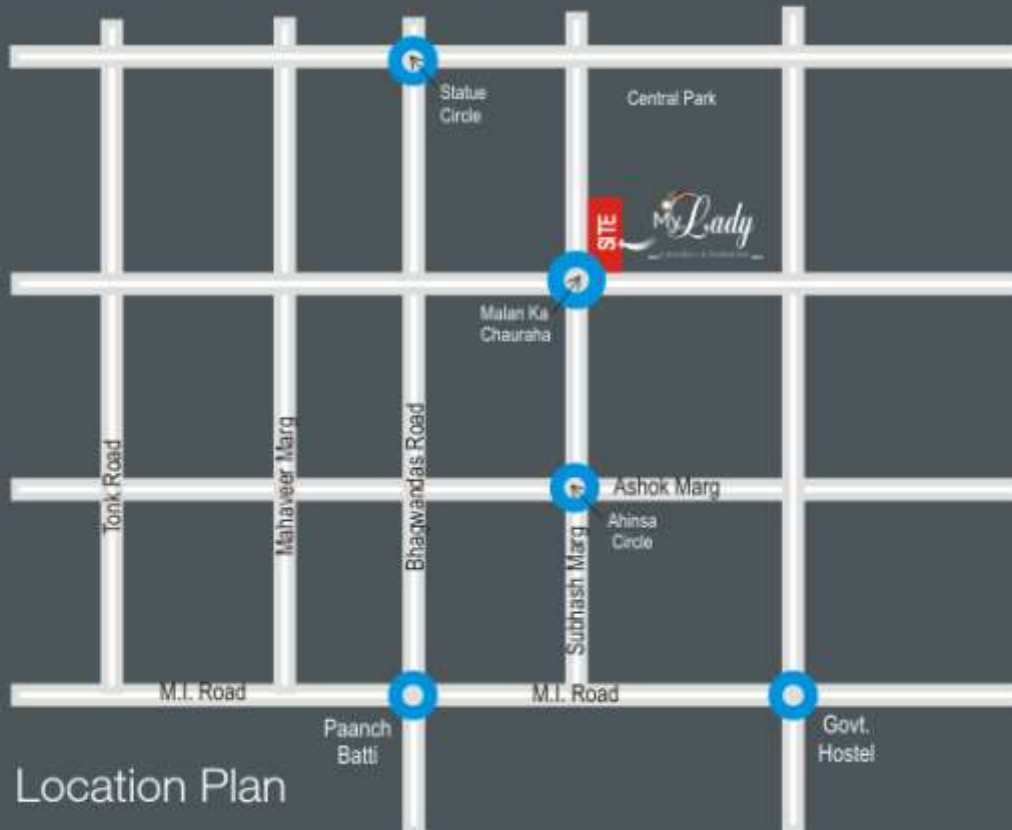 Statue
Circle
Central Park
SITE
My Lady
Malan Ka
Chauraha
Tonk Road
Mahaveer Marg
Bhagwandas Road
Ashok Marg
Ahinsa
Circle
Subhash Marg
M.I. Road
M.I. Road
Paanch
Batti
Govt.
Hostel
Location Plan